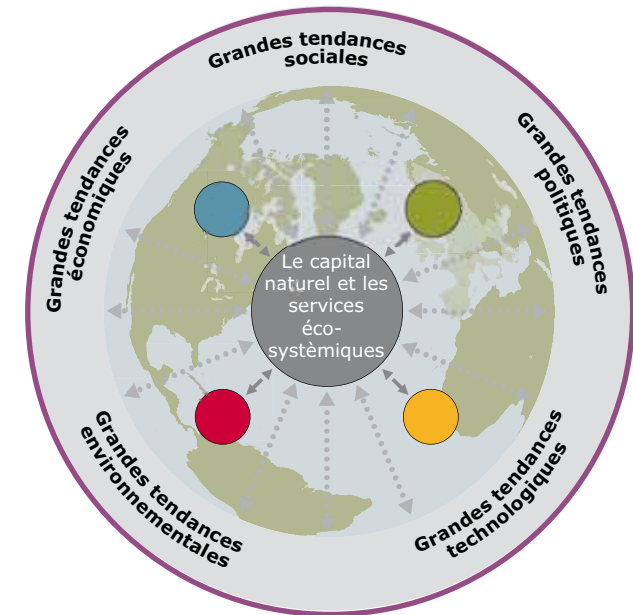 Grandes tendances
sociales
Grandes tendances
économiques
Grandes tendances
politiques
Le capital
naturel et les
services
éco-
systèmiques
Grandes tendances
environnementales
Grandes tendances
technologiques